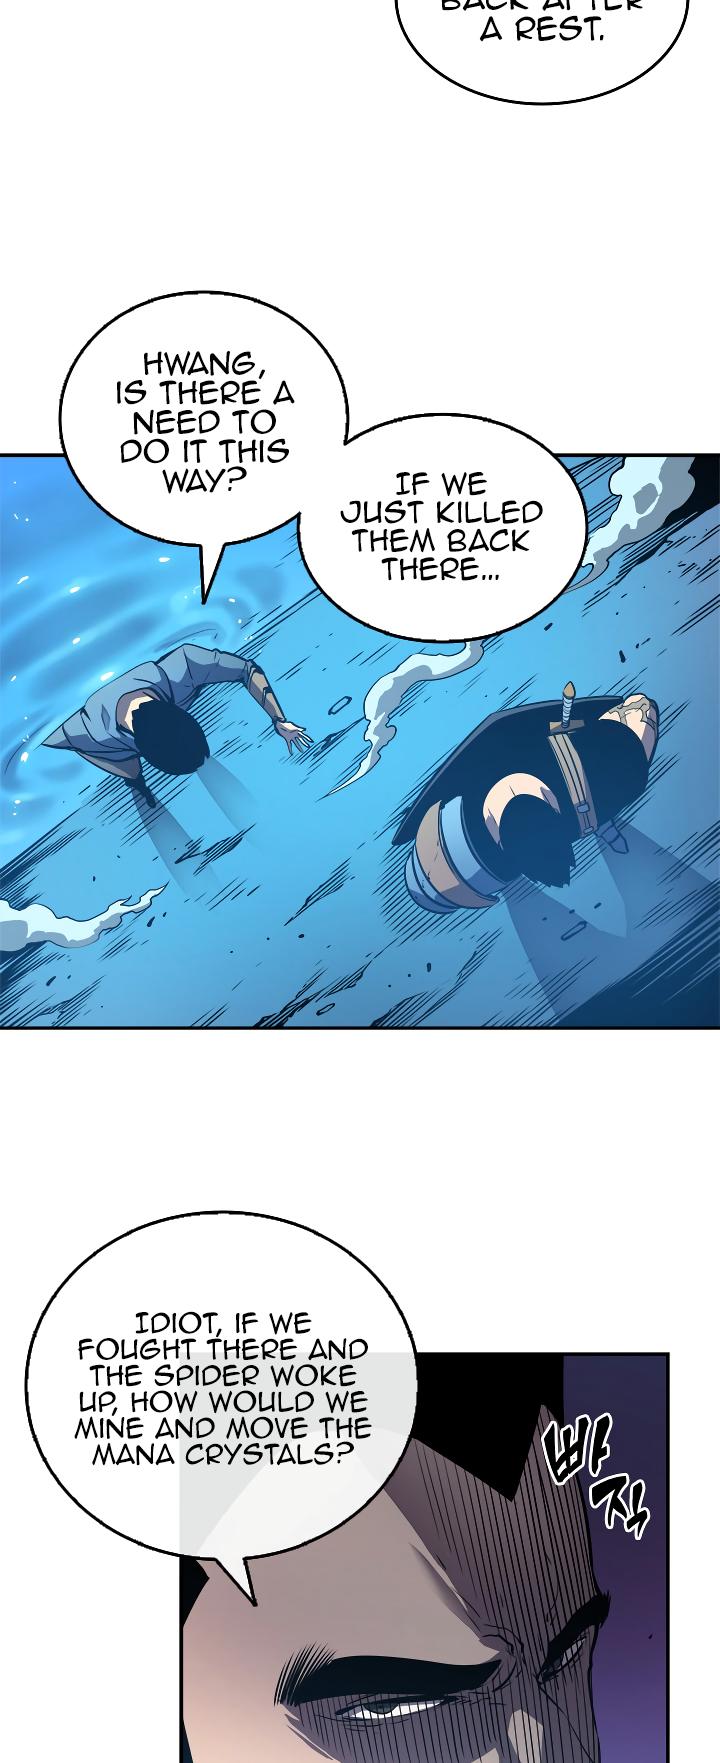 BACK AFTER
A REST.
HWANG,
IS THERE A
NEED TO
DO IT THIS
WAY?
IF WE
JUST KILLED
THEM BACK
THERE...
IDIOT, IF WE
FOUGHT THERE AND
THE SPIDER WOKE
UP, HOW WOULD WE
MINE AND MOVE THE
MANA CRYSTALS?
빠
직